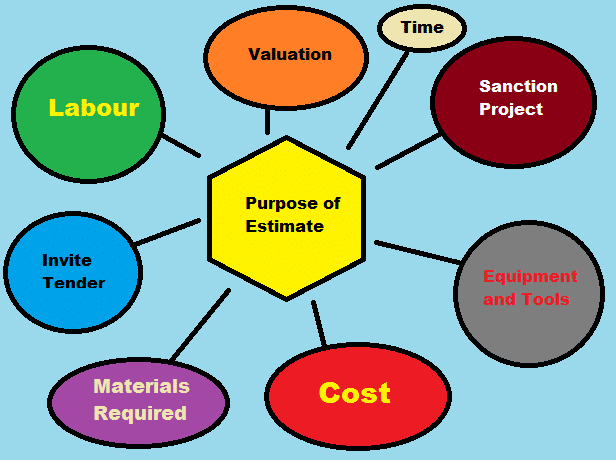 Time
Valuation
Labour
Sanction
Project
Purpose of
Estimate
Invite
Tender
Equipment
and Tools
Materials
Required
Cost